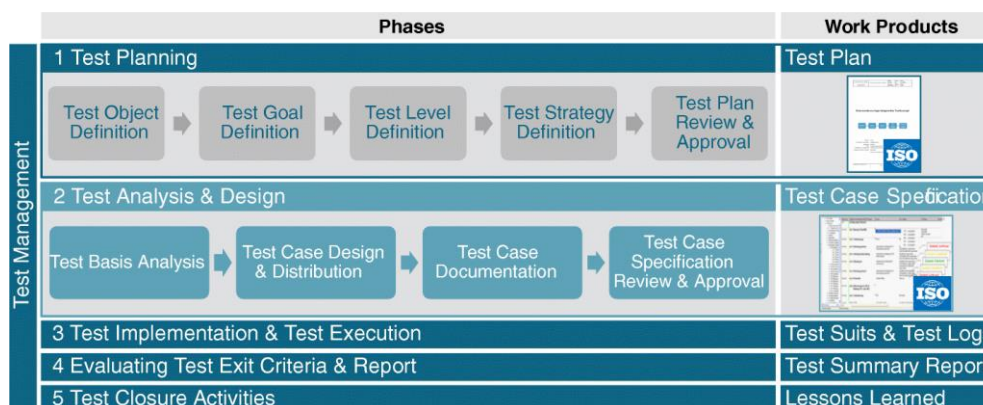 Phases
Work Products
Test Management
1 Test Planning
Test Plan
Test Object
Definition
Test Goal
Definition
Test Level
Definition
Test Strategy
Definition
Test Plan
Review &
Approval
ISO
2 Test Analysis & Design
Test Case Specification
Test Basis Analysis
Test Case Design
& Distribution
Test Case
Documentation
Test Case
Specification
Review & Approval
ISO
3 Test Implementation & Test Execution
Test Suits & Test Log
4 Evaluating Test Exit Criteria & Report
Test Summary Report
5 Test Closure Activities
Lessons Learned